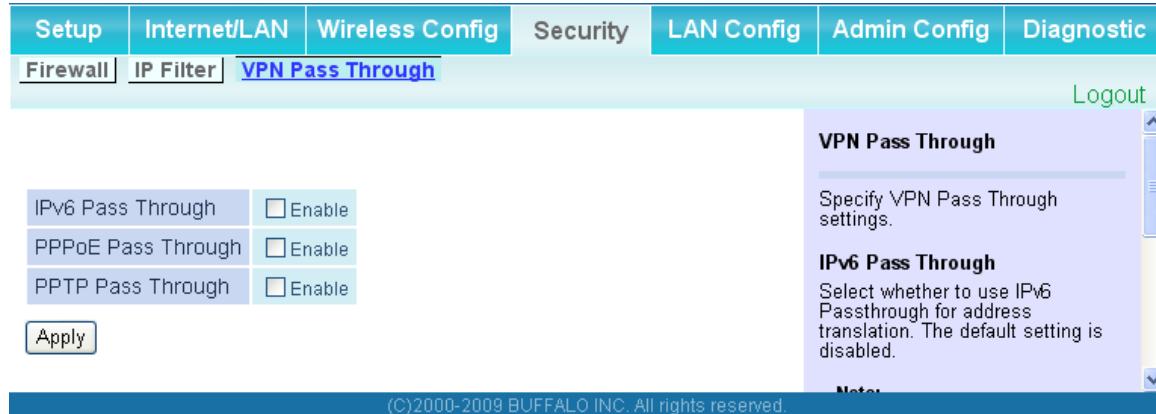 Setup Internet/LAN Wireless Config Security LAN Config Admin Config Diagnostic
Firewall IP Filter VPN Pass Through
Logout
IPv6 Pass Through Enable
PPPoE Pass Through Enable
PPTP Pass Through Enable
Apply
VPN Pass Through
Specify VPN Pass Through
settings.
IPv6 Pass Through
Select whether to use IPv6
Passthrough for address
translation. The default setting is
disabled.
Note:
(C)2000-2009 BUFFALO INC. All rights reserved.